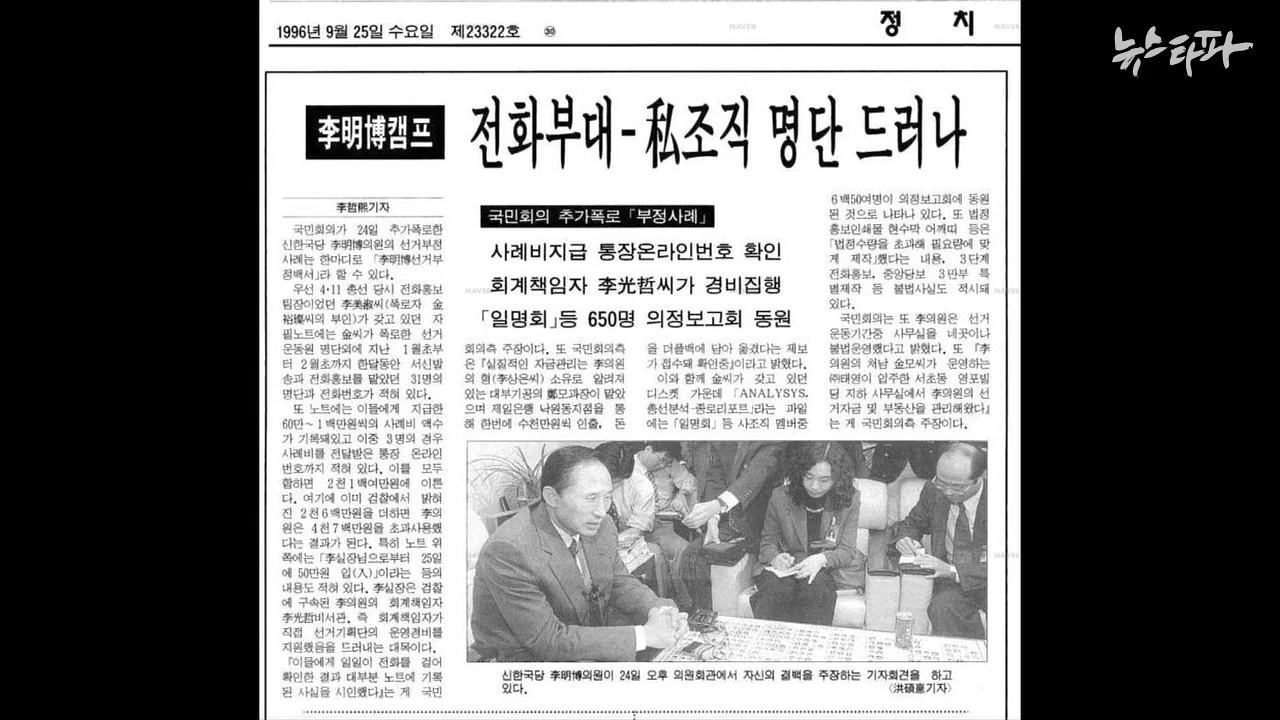 1996년 9월 25일 수요일 제23322호 ㉚
정 치
뉴스타파
李明博캠프
전화부대-私조직 명단 드러나
李哲熙기자
국민회의가 24일 추가폭로한
신한국당 李明博의원의 선거부정
사례는 한마디로 「李明博선거부
정백서」라 할 수 있다.
우선 4·11 총선 당시 전화홍보
팀장이었던 李美淑씨(폭로자 金
裕璨씨의 부인)가 갖고 있던 자
필노트에는 金씨가 폭로한 선거
운동원 명단외에 지난 1월초부
터 2월초까지 한달동안 서신발
송과 전화홍보를 맡았던 31명의
명단과 전화번호가 적혀 있다.
또 노트에는 이들에게 지급한
60만~1백만원씩의 사례비 액수
가 기록돼있고 이중 3명의 경우
사례비를 전달받은 통장 온라인
번호까지 적혀 있다. 이를 모두
합하면 2천1백여만원에 이른
다. 여기에 이미 검찰에서 밝혀
진 2천6백만원을 더하면 李의
원은 4천7백만원을 초과사용했
다는 결과가 된다. 특히 노트 위
쪽에는 「李실장님으로부터 25일
에 50만원 입(入)」이라는 등의
내용도 적혀 있다. 李실장은 검찰
에 구속된 李의원의 회계책임자
李光哲비서관. 즉 회계책임자가
직접 선거기획단의 운영경비를
지원했음을 드러내는 대목이다.
『이들에게 일일이 전화를 걸어
확인한 결과 대부분 노트에 기록
된 사실을 시인했다』는 게 국민
국민회의 추가폭로 「부정사례」
사례비지급 통장온라인번호 확인
회계책임자 李光哲씨가 경비집행
「일명회」등 650명 의정보고회 동원
회의측 주장이다. 또 국민회의측
은 『실질적인 자금관리는 李의원
의 형(李상은씨) 소유로 알려져
있는 대부기공의 鄭모과장이 맡았
으며 제일은행 낙원동지점을 통
해 한번에 수천만원씩 인출, 돈
을 더플백에 담아 옮겼다는 제보
가 접수돼 확인중』이라고 밝혔다.
이와 함께 金씨가 갖고 있던
디스켓 가운데 「ANALYSYS,
총선분석-종로리포트」라는 파일
에는 「일명회」 등 사조직 멤버중
6백50여명이 의정보고회에 동원
된 것으로 나타나 있다. 또 법정
홍보인쇄물 현수막 어깨띠 등은
「법정수량을 초과해 필요량에 맞
게 제작」했다는 내용, 3단계
전화홍보, 중앙당보 3만부 특
별제작 등 불법사실도 적시돼
있다.
국민회의는 또 李의원은 선거
운동기간중 사무실을 네곳이나
불법운영했다고 밝혔다. 또 『李
의원의 처남 金모씨가 운영하는
㈜태영이 입주한 서초동 영포빌
딩 지하 사무실에서 李의원의 선
거자금 및 부동산을 관리해왔다』
는 게 국민회의측 주장이다.
신한국당 李明博의원이 24일 오후 의원회관에서 자신의 결백을 주장하는 기자회견을 하고
있다.
〈洪碩憙기자〉
NAVER